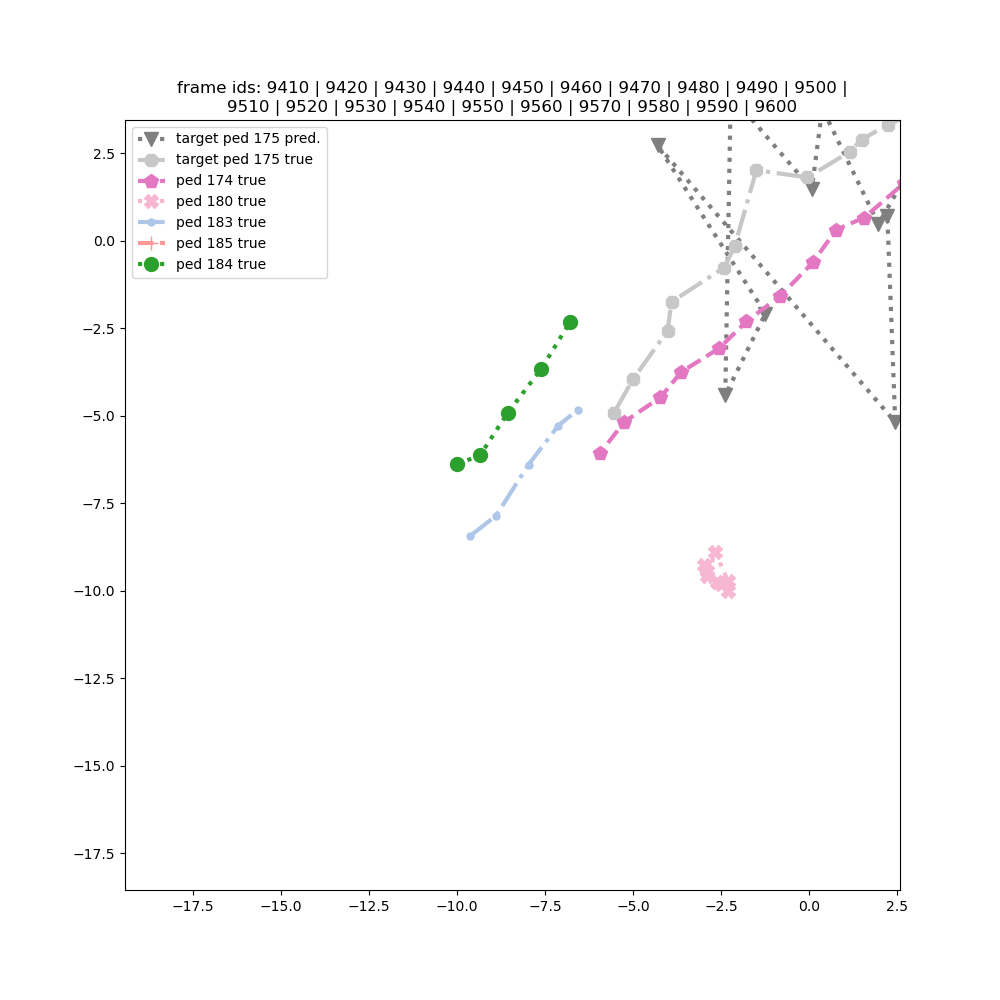 frame ids: 9410 | 9420 | 9430 | 9440 | 9450 | 9460 | 9470 | 9480 | 9490 | 9500 |
9510 | 9520 | 9530 | 9540 | 9550 | 9560 | 9570 | 9580 | 9590 | 9600
target ped 175 pred.
target ped 175 true
ped 174 true
ped 180 true
ped 183 true
ped 185 true
ped 184 true
2.5
0.0
−2.5
−5.0
−7.5
−10.0
−12.5
−15.0
−17.5
−17.5 −15.0 −12.5 −10.0 −7.5 −5.0 −2.5 0.0 2.5